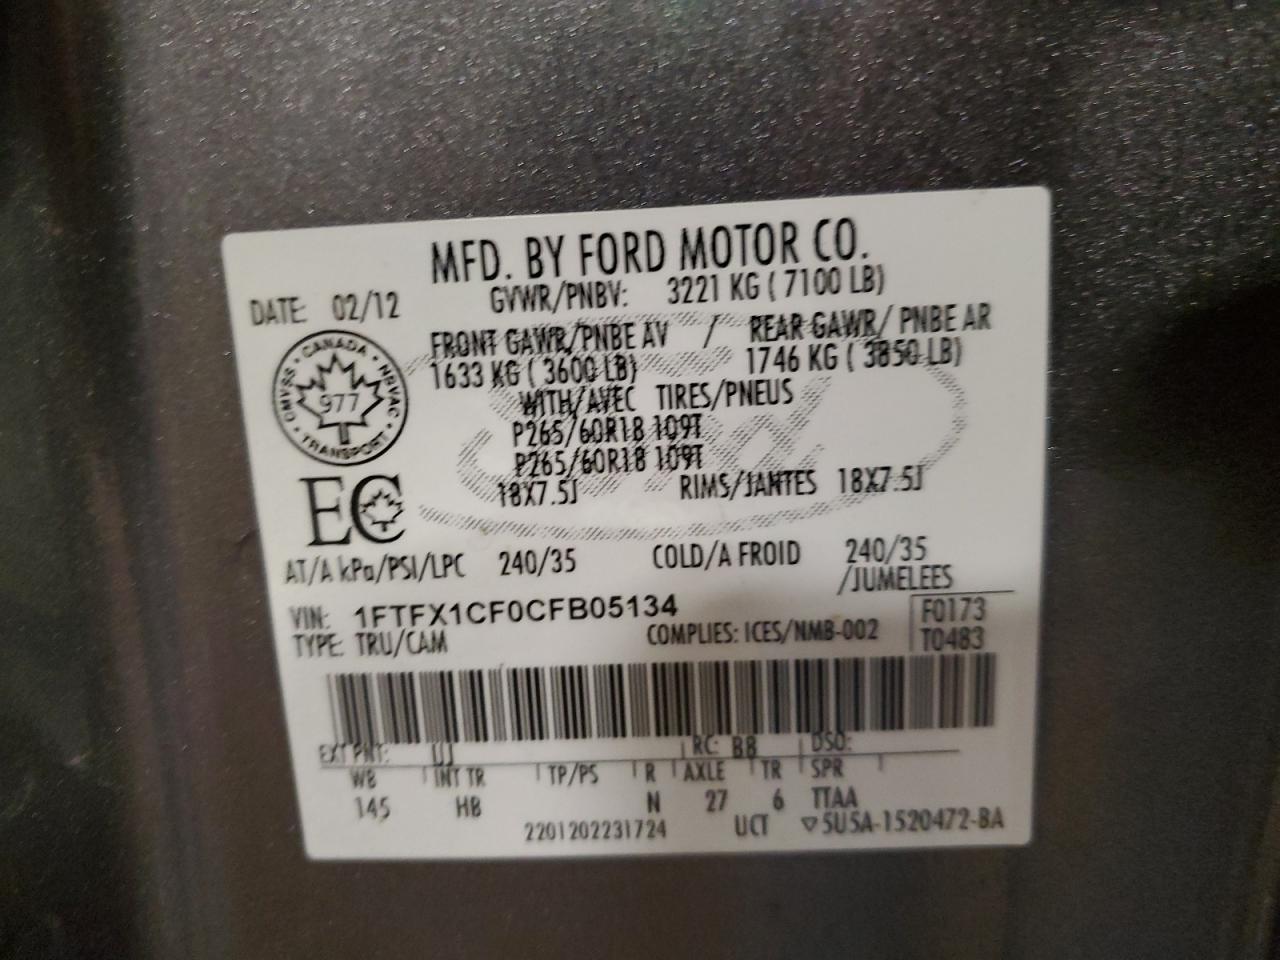 MFD. BY FORD MOTOR CO.
DATE: 02/12 GVWR/PNBV: 3221 KG ( 7100 LB)
FRONT GAWR/PNBE AV / REAR GAWR/ PNBE AR
1633 KG ( 3600 LB) 1746 KG ( 3850 LB)
WITH/AVEC TIRES/PNEUS
P265/60R18 109T
P265/60R18 109T
18X7.5J RIMS/JANTES 18X7.5J
CANADA
CMVSS NSVAC
977
TRANSPORT
EC
AT/A kPa/PSI/LPC 240/35 COLD/A FROID 240/35
/JUMELEES
VIN: 1FTFX1CF0CFB05134 F0173
TYPE: TRU/CAM COMPLIES: ICES/NMB-002 T0483
EXT PNT: UJ RC: B8 DSO:
WB INT TR TP/PS R AXLE TR SPR
145 HB N 27 6 TTAA
2201202231724 UCT ▽5U5A-1520472-BA